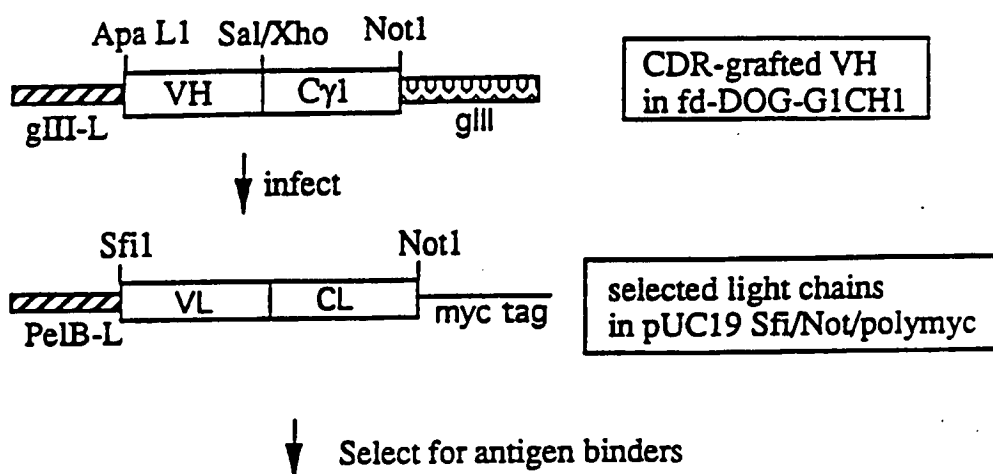 Apa L1 Sal/Xho Not1
VH Cγ1
gIII-L gIII
CDR-grafted VH
in fd-DOG-G1CH1
infect
Sfi1 Not1
VL CL
PelB-L myc tag
selected light chains
in pUC19 Sfi/Not/polymyc
Select for antigen binders